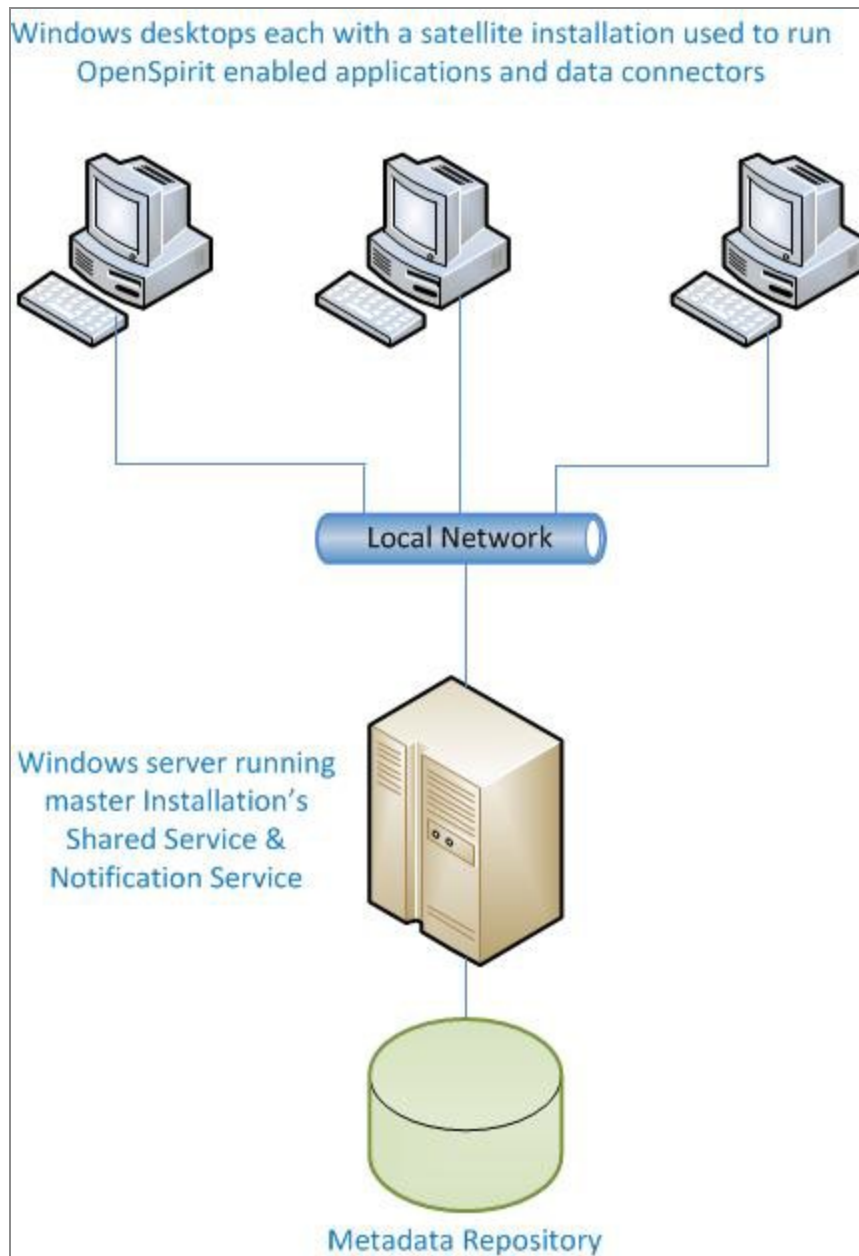 Windows desktops each with a satellite installation used to run
OpenSpirit enabled applications and data connectors
Local Network
Windows server running
master Installation’s
Shared Service &
Notification Service
Metadada Repository